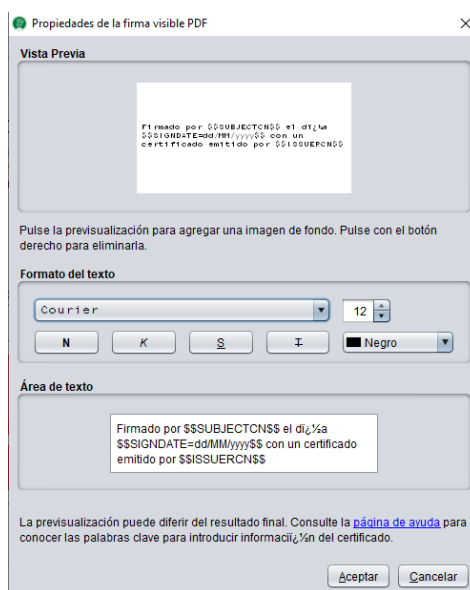 Propiedades de la firma visible PDF
Vista Previa
Firmado por $$SUBJECTCN$$ el dï¿½a
$$SIGNDATE=dd/MM/yyyy$$ con un
certificado emitido por $$ISSUERCN$$
Pulse la previsualización para agregar una imagen de fondo. Pulse con el botón
derecho para eliminarla.
Formato del texto
Courier
12
N
K
S
T
Negro
Área de texto
Firmado por $$SUBJECTCN$$ el dï¿½a
$$SIGNDATE=dd/MM/yyyy$$ con un certificado
emitido por $$ISSUERCN$$
La previsualización puede diferir del resultado final. Consulte la página de ayuda para
conocer las palabras clave para introducir informaciï¿½n del certificado.
Aceptar
Cancelar